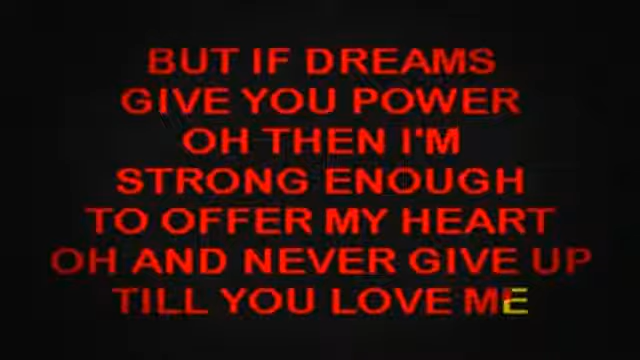 BUT IF DREAMS
GIVE YOU POWER
OH THEN I'M
STRONG ENOUGH
TO OFFER MY HEART
OH AND NEVER GIVE UP
TILL YOU LOVE ME